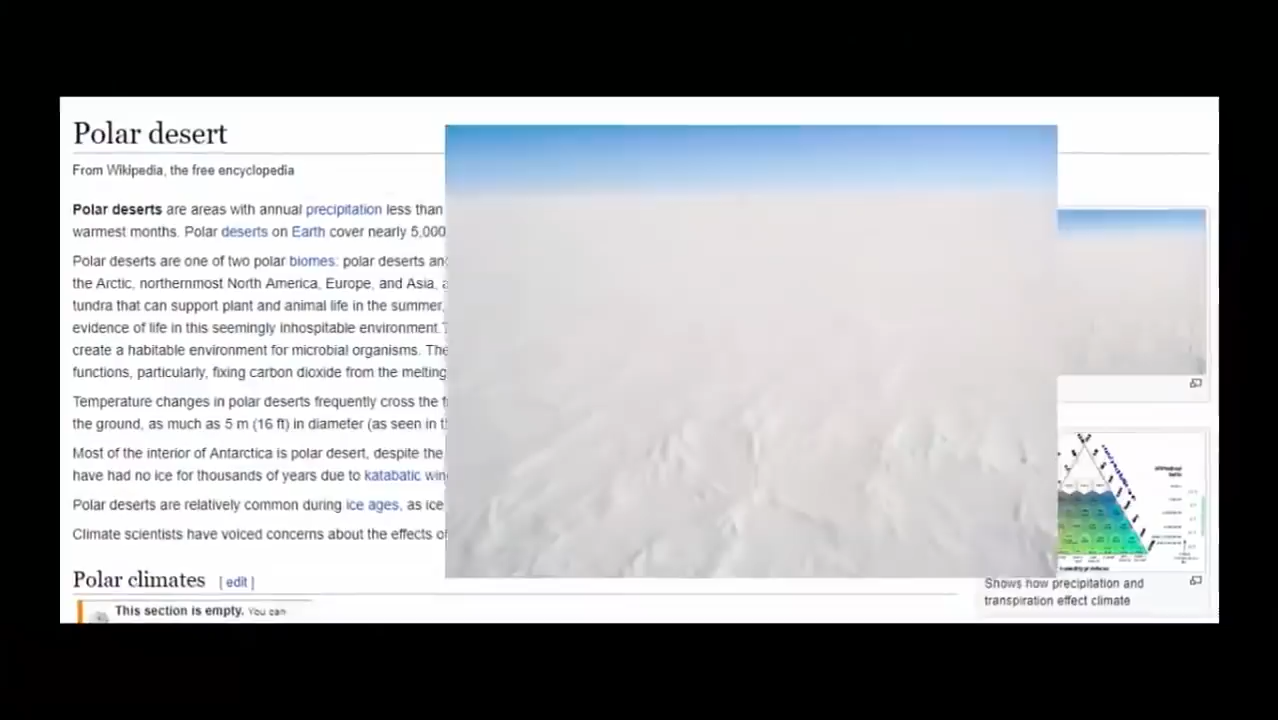 Polar desert
From Wikipedia, the free encyclopedia
Polar deserts are areas with annual precipitation less than
warmest months. Polar deserts on Earth cover nearly 5,000
Polar deserts are one of two polar biomes: polar deserts an
the Arctic, northernmost North America, Europe, and Asia,
tundra that can support plant and animal life in the summer,
evidence of life in this seemingly inhospitable environment.
create a habitable environment for microbial organisms. The
functions, particularly, fixing carbon dioxide from the melting
Temperature changes in polar deserts frequently cross the
the ground, as much as 5 m (16 ft) in diameter (as seen in
Most of the interior of Antarctica is polar desert, despite the
have had no ice for thousands of years due to katabatic win
Polar deserts are relatively common during ice ages, as ice
Climate scientists have voiced concerns about the effects o
Polar climates [ edit ]
This section is empty. You can
Shows how precipitation and
transpiration effect climate